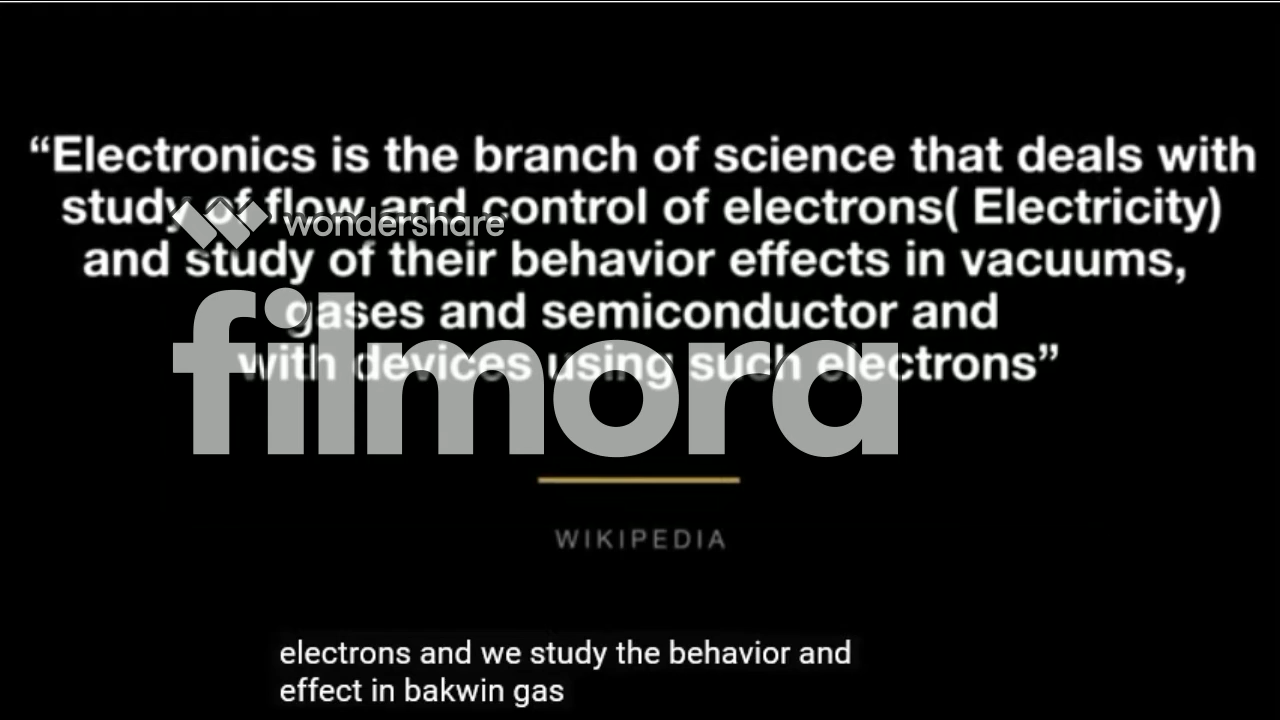 “Electronics is the branch of science that deals with
study of flow and control of electrons( Electricity)
and study of their behavior effects in vacuums,
gases and semiconductor and
with devices using such electrons”
wondershare
filmora
WIKIPEDIA
electrons and we study the behavior and
effect in bakwin gas